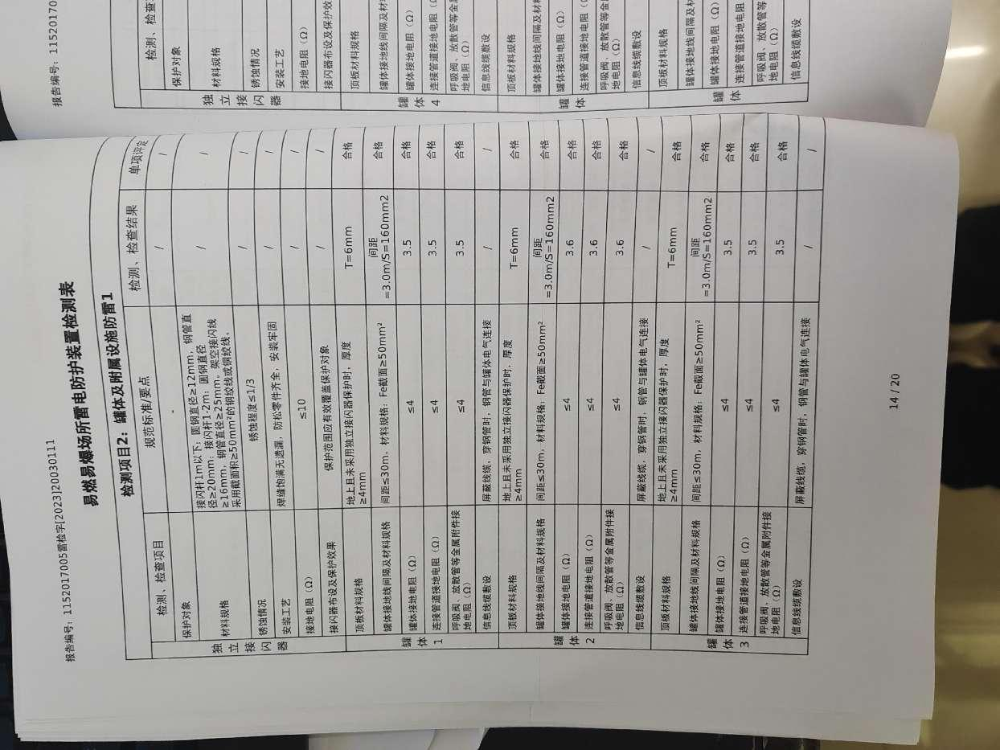 报告编号：1152017005雷检字[2023]20030111
易燃易爆场所雷电防护装置检测表
检测项目2：罐体及附属设施防雷1
检测、检查项目 规范标准/要点 检测、检查结果 单项评定
独立接闪器
保护对象 - / /
材料规格 接闪杆1m以下：圆钢直径≥12mm，钢管直
径≥20mm；接闪杆1-2m：圆钢直径
≥16mm，钢管直径≥25mm。架空接闪线
采用截面积≥50mm²的钢绞线或铜绞线。 / /
锈蚀情况 锈蚀程度≤1/3 / /
安装工艺 焊缝饱满无遗漏，防松零件齐全，安装牢固 / /
接地电阻（Ω） ≤10 / /
接闪器布设及保护效果 保护范围应有效覆盖保护对象 / /
罐体1
顶板材料规格 地上且未采用独立接闪器保护时，厚度
≥4mm T=6mm 合格
罐体接地线间隔及材料规格 间距≤30m，材料规格：Fe截面≥50mm² 间距
=3.0m/S=160mm2 合格
罐体接地电阻（Ω） ≤4 3.5 合格
连接管道接地电阻（Ω） ≤4 3.5 合格
呼吸阀、放散管等金属附件接
地电阻（Ω） ≤4 3.5 合格
信息线缆敷设 屏蔽线缆，穿钢管时，钢管与罐体电气连接 / /
罐体2
顶板材料规格 地上且未采用独立接闪器保护时，厚度
≥4mm T=6mm 合格
罐体接地线间隔及材料规格 间距≤30m，材料规格：Fe截面≥50mm² 间距
=3.0m/S=160mm2 合格
罐体接地电阻（Ω） ≤4 3.6 合格
连接管道接地电阻（Ω） ≤4 3.6 合格
呼吸阀、放散管等金属附件接
地电阻（Ω） ≤4 3.6 合格
信息线缆敷设 屏蔽线缆，穿钢管时，钢管与罐体电气连接 / /
罐体3
顶板材料规格 地上且未采用独立接闪器保护时，厚度
≥4mm T=6mm 合格
罐体接地线间隔及材料规格 间距≤30m，材料规格：Fe截面≥50mm² 间距
=3.0m/S=160mm2 合格
罐体接地电阻（Ω） ≤4 3.5 合格
连接管道接地电阻（Ω） ≤4 3.5 合格
呼吸阀、放散管等金属附件接
地电阻（Ω） ≤4 3.5 合格
信息线缆敷设 屏蔽线缆，穿钢管时，钢管与罐体电气连接 / /
14 / 20
报告编号：11520170
检测、检查
独立接闪器
保护对象
材料规格
锈蚀情况
安装工艺
接地电阻（Ω）
接闪器布设及保护效
罐体4
顶板材料规格
罐体接地线间隔及材
罐体接地电阻（Ω）
连接管道接地电阻
呼吸阀、放散管等金
地电阻（Ω）
信息线缆敷设
罐体
顶板材料规格
罐体接地线间隔及材
罐体接地电阻（Ω）
连接管道接地电阻
呼吸阀、放散管等金
地电阻（Ω）
信息线缆敷设
罐体
顶板材料规格
罐体接地线间隔及
罐体接地电阻（Ω）
连接管道接地电阻
呼吸阀、放散管等
地电阻（Ω）
信息线缆敷设